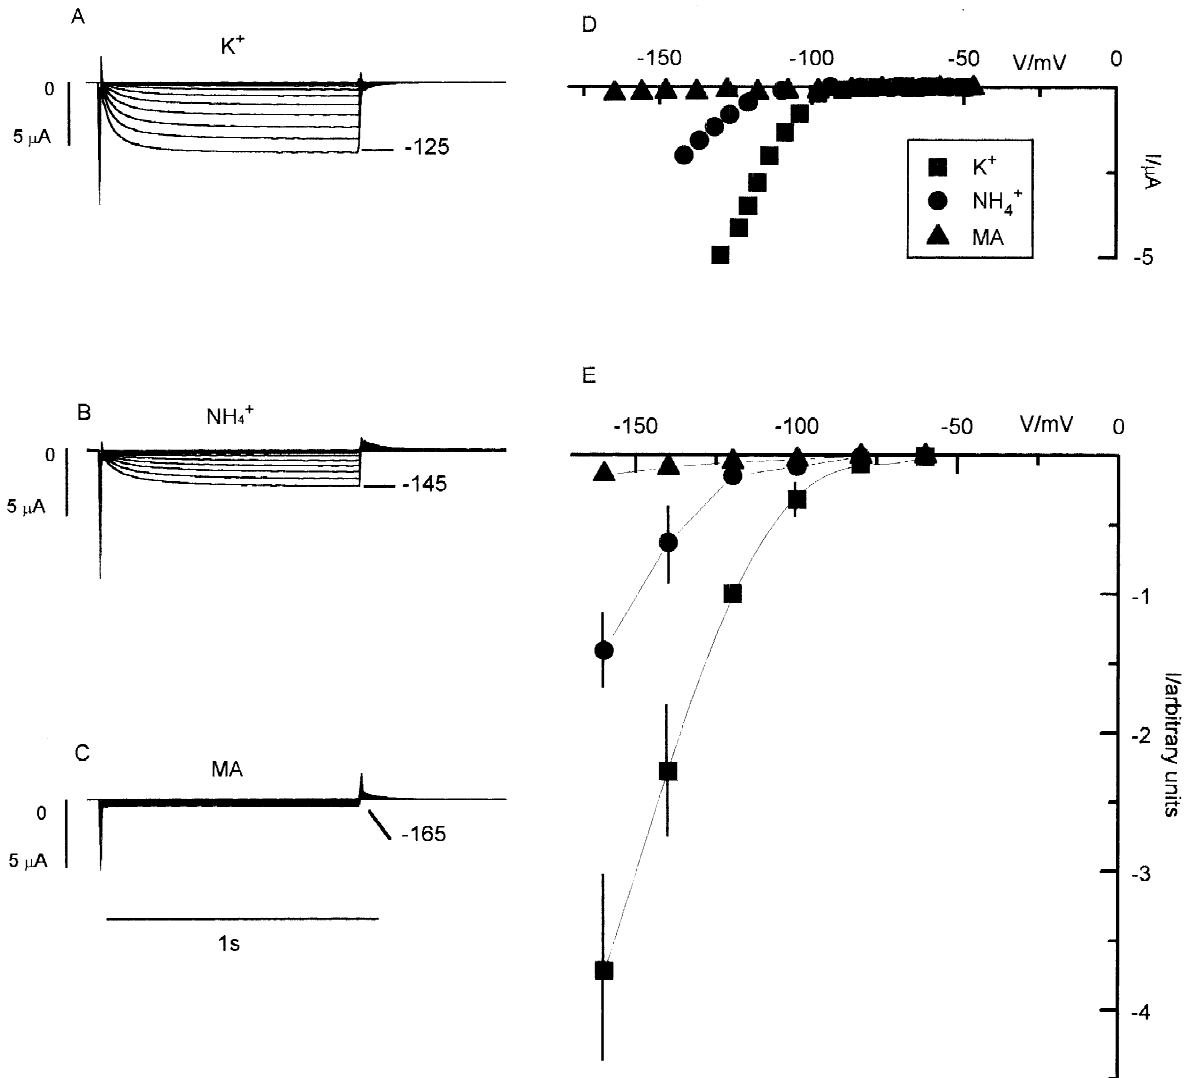 A
K+
0
5 μA
-125
B
NH4+
0
5 μA
-145
C
MA
0
5 μA
-165
1s
D
-150 -100 -50 V/mV 0
I/μA
K+
NH4+
MA
-5
E
-150 -100 -50 V/mV 0
-1
-2
I/arbitrary units
-3
-4